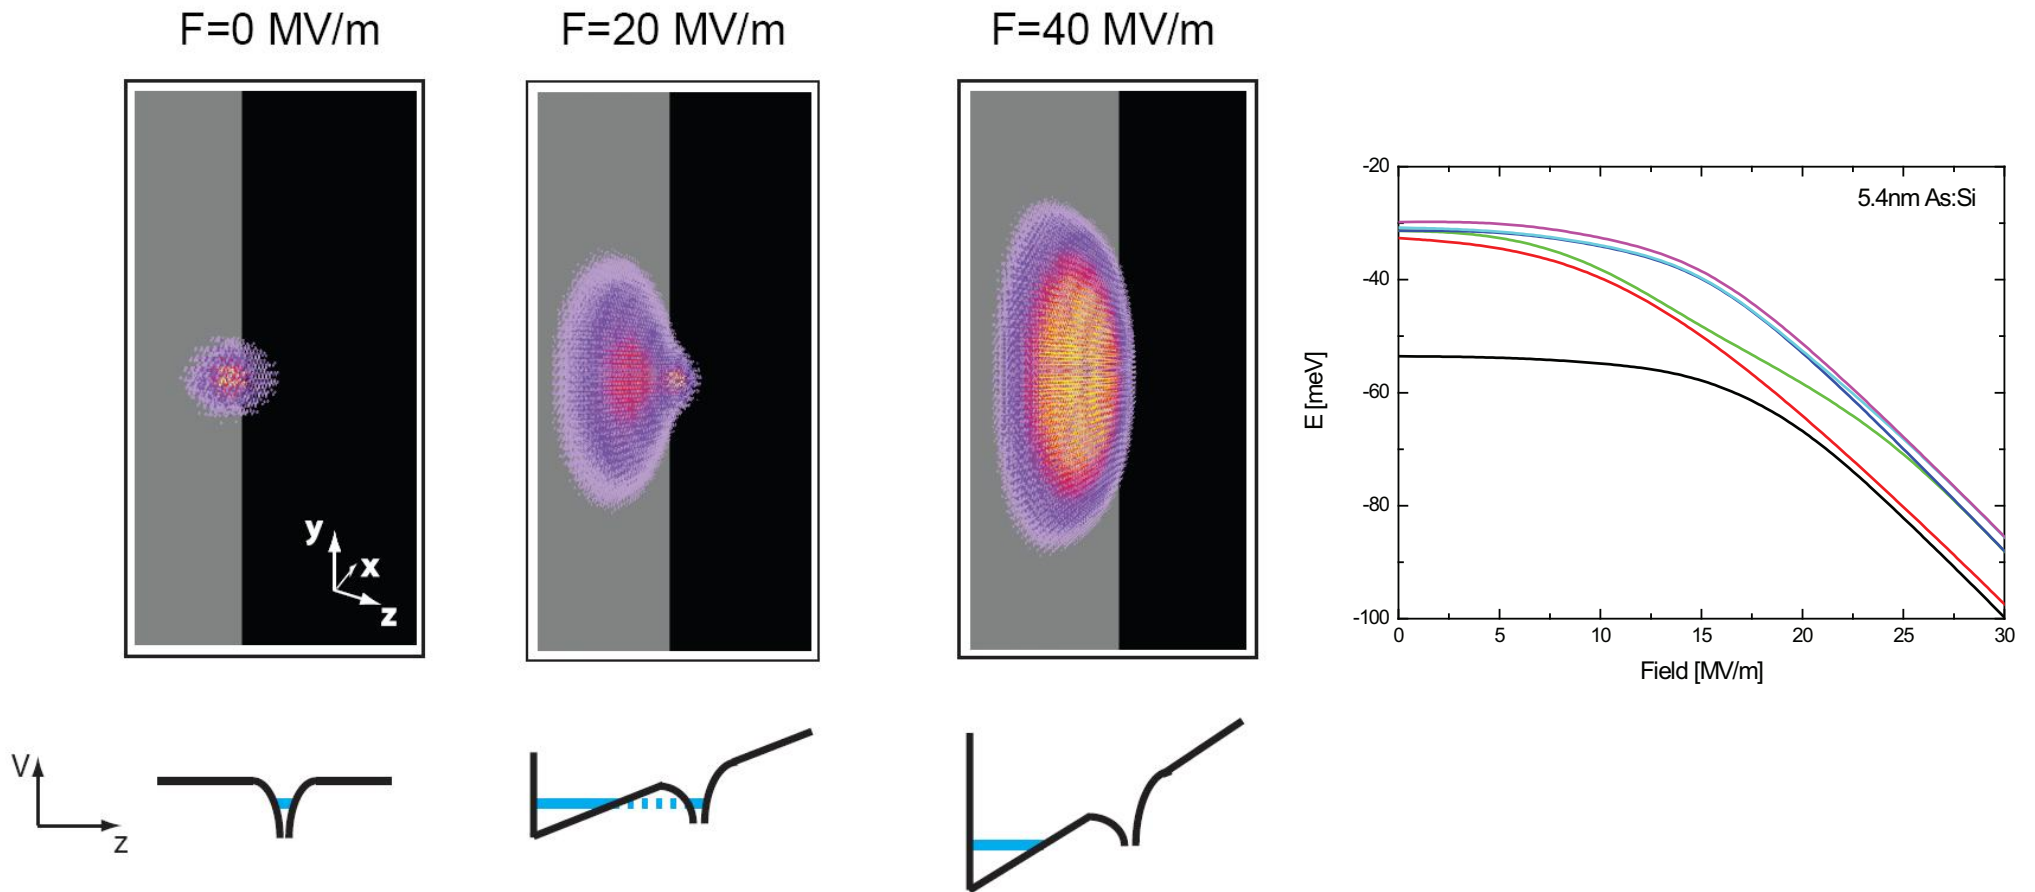 F=0 MV/m
F=20 MV/m
F=40 MV/m
y
x
z
V
z
5.4nm As:Si
E [meV]
-20
-40
-60
-80
-100
0 5 10 15 20 25 30
Field [MV/m]